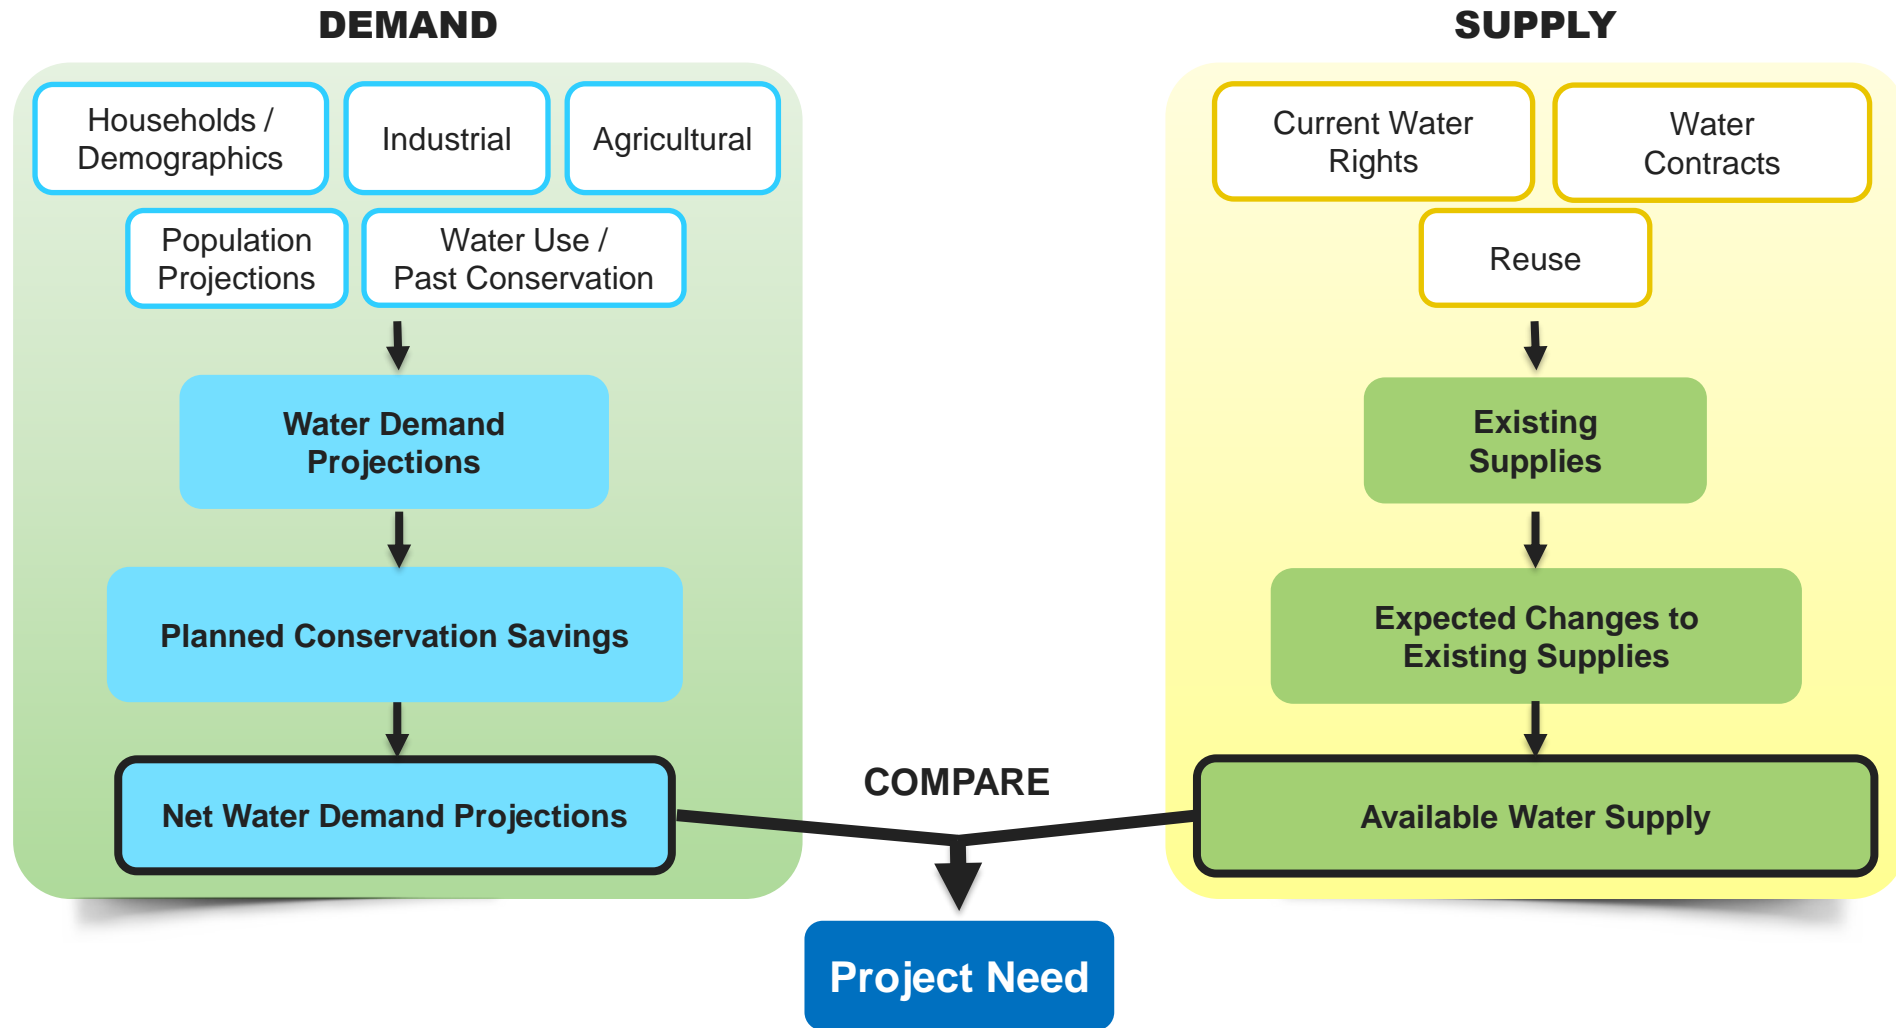 DEMAND
SUPPLY
Households /
Demographics
Industrial
Agricultural
Population
Projections
Water Use /
Past Conservation
Water Demand
Projections
Planned Conservation Savings
Net Water Demand Projections
Current Water
Rights
Water
Contracts
Reuse
Existing
Supplies
Expected Changes to
Existing Supplies
Available Water Supply
COMPARE
Project Need